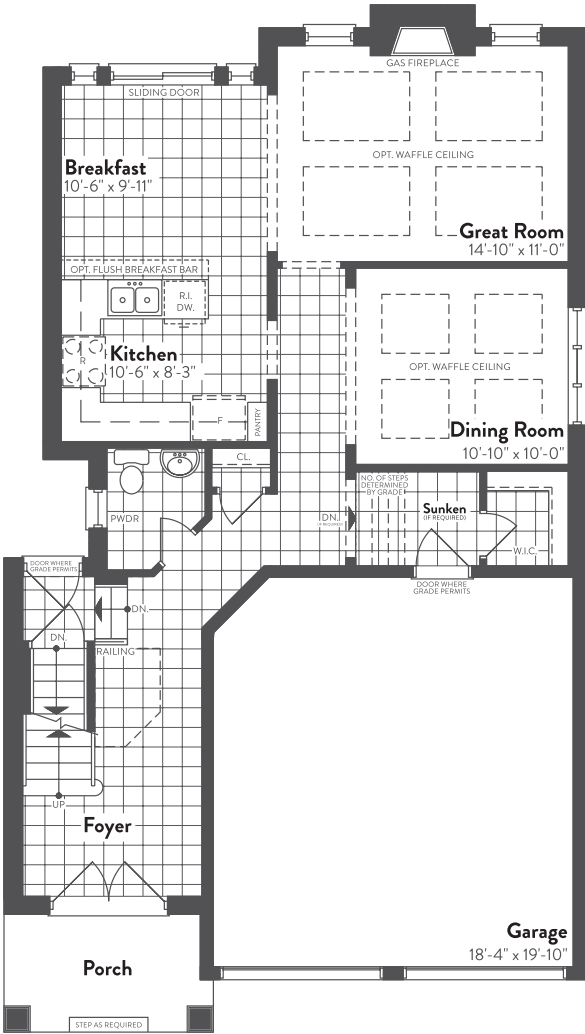 GAS FIREPLACE
SLIDING DOOR
OPT. WAFFLE CEILING
Breakfast
10'-6" x 9'-11"
Great Room
14'-10" x 11'-0"
OPT. FLUSH BREAKFAST BAR
R.I.
DW.
Kitchen
10'-6" x 8'-3"
R
OPT. WAFFLE CEILING
F
PANTRY
Dining Room
10'-10" x 10'-0"
CL.
NO. OF STEPS
DETERMINED
BY GRADE
PWDR
DN.
(IF REQUIRED)
Sunken
(IF REQUIRED)
W.I.C.
DOOR WHERE
GRADE PERMITS
DOOR WHERE
GRADE PERMITS
DN.
DN.
RAILING
UP
Foyer
Garage
18'-4" x 19'-10"
Porch
STEP AS REQUIRED